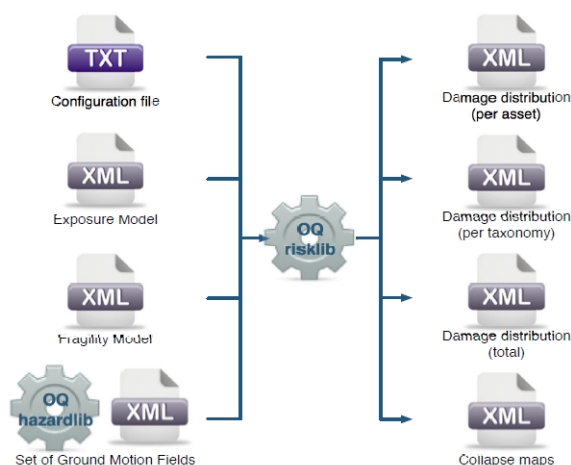 TXT
Configuration file
XML
Exposure Model
XML
Fragility Model
OQ
hazardlib
XML
Set of Ground Motion Fields
OQ
risklib
XML
Damage distribution
(per asset)
XML
Damage distribution
(per taxonomy)
XML
Damage distribution
(total)
XML
Collapse maps